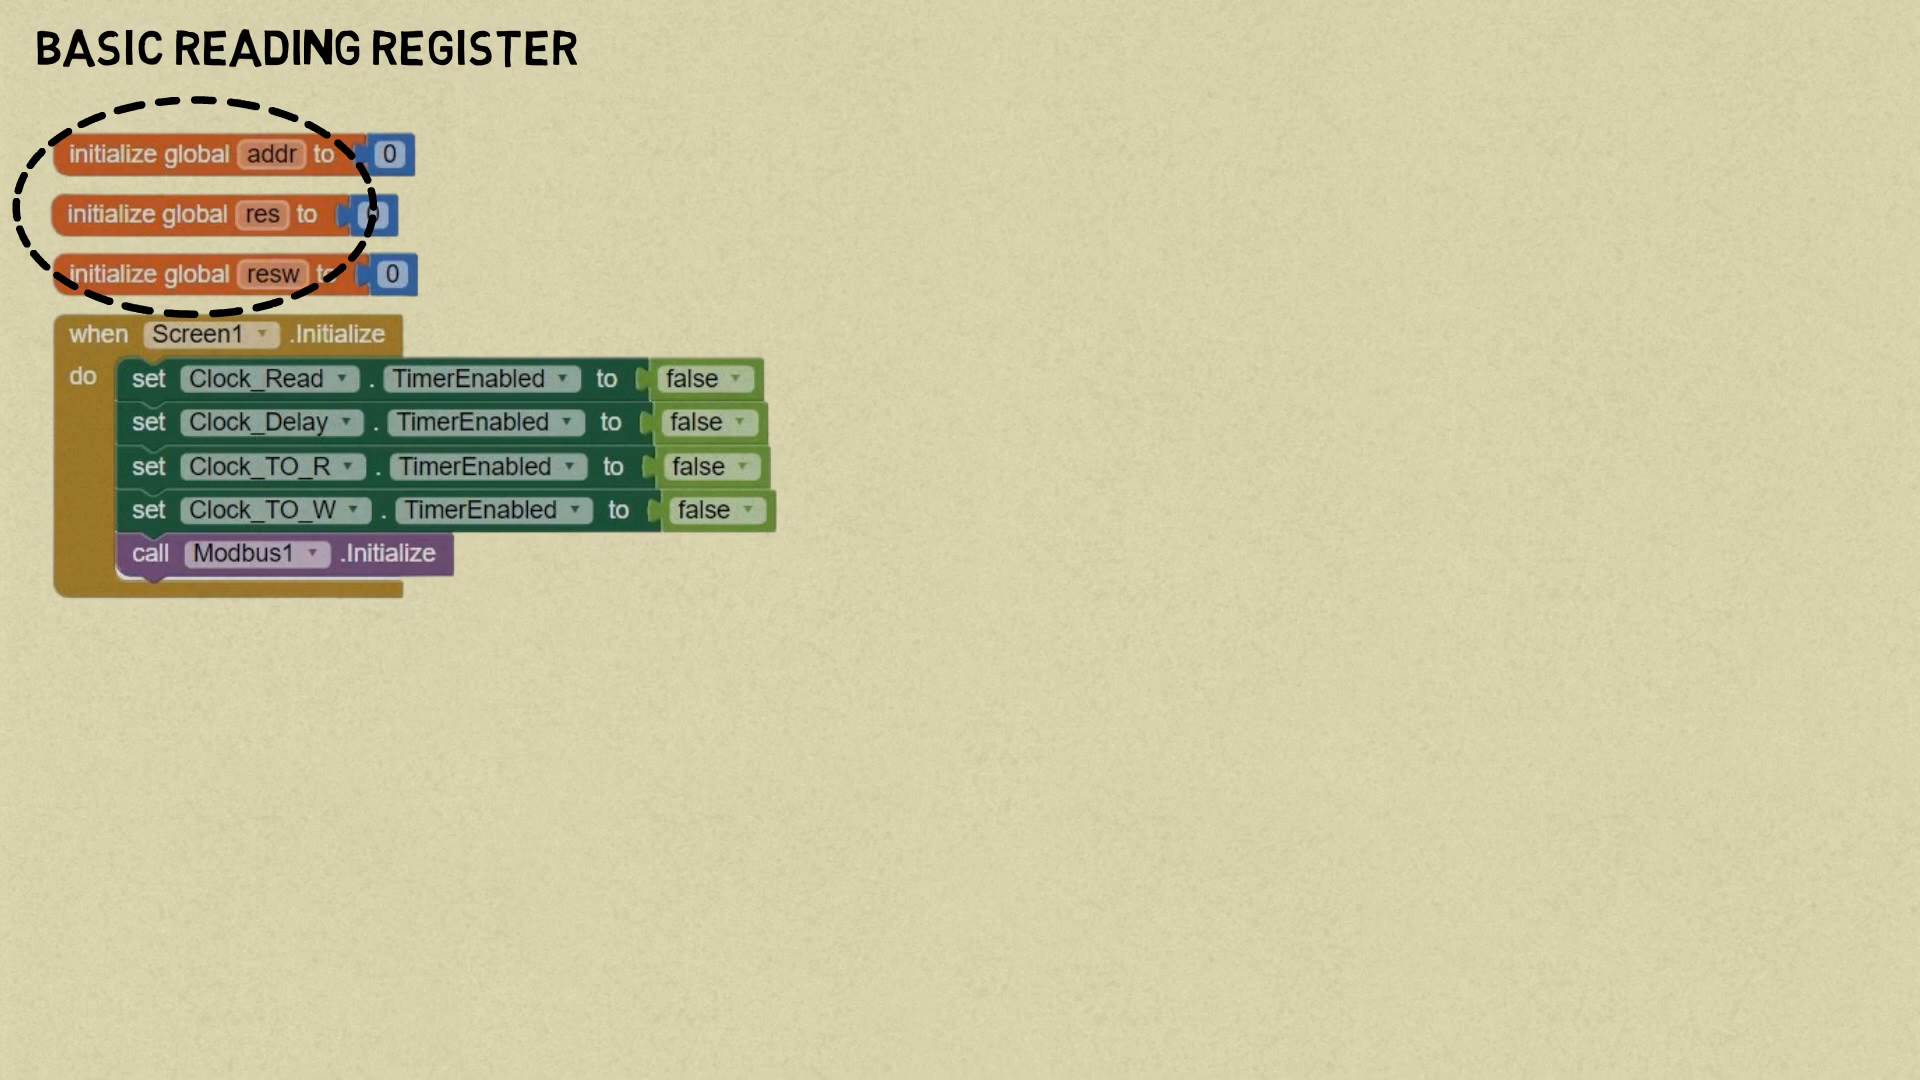 BASIC READING REGISTER
initialize global addr to 0
initialize global res to 0
initialize global resw to 0
when Screen1 .Initialize
do set Clock_Read . TimerEnabled to false
set Clock_Delay . TimerEnabled to false
set Clock_TO_R . TimerEnabled to false
set Clock_TO_W . TimerEnabled to false
call Modbus1 .Initialize